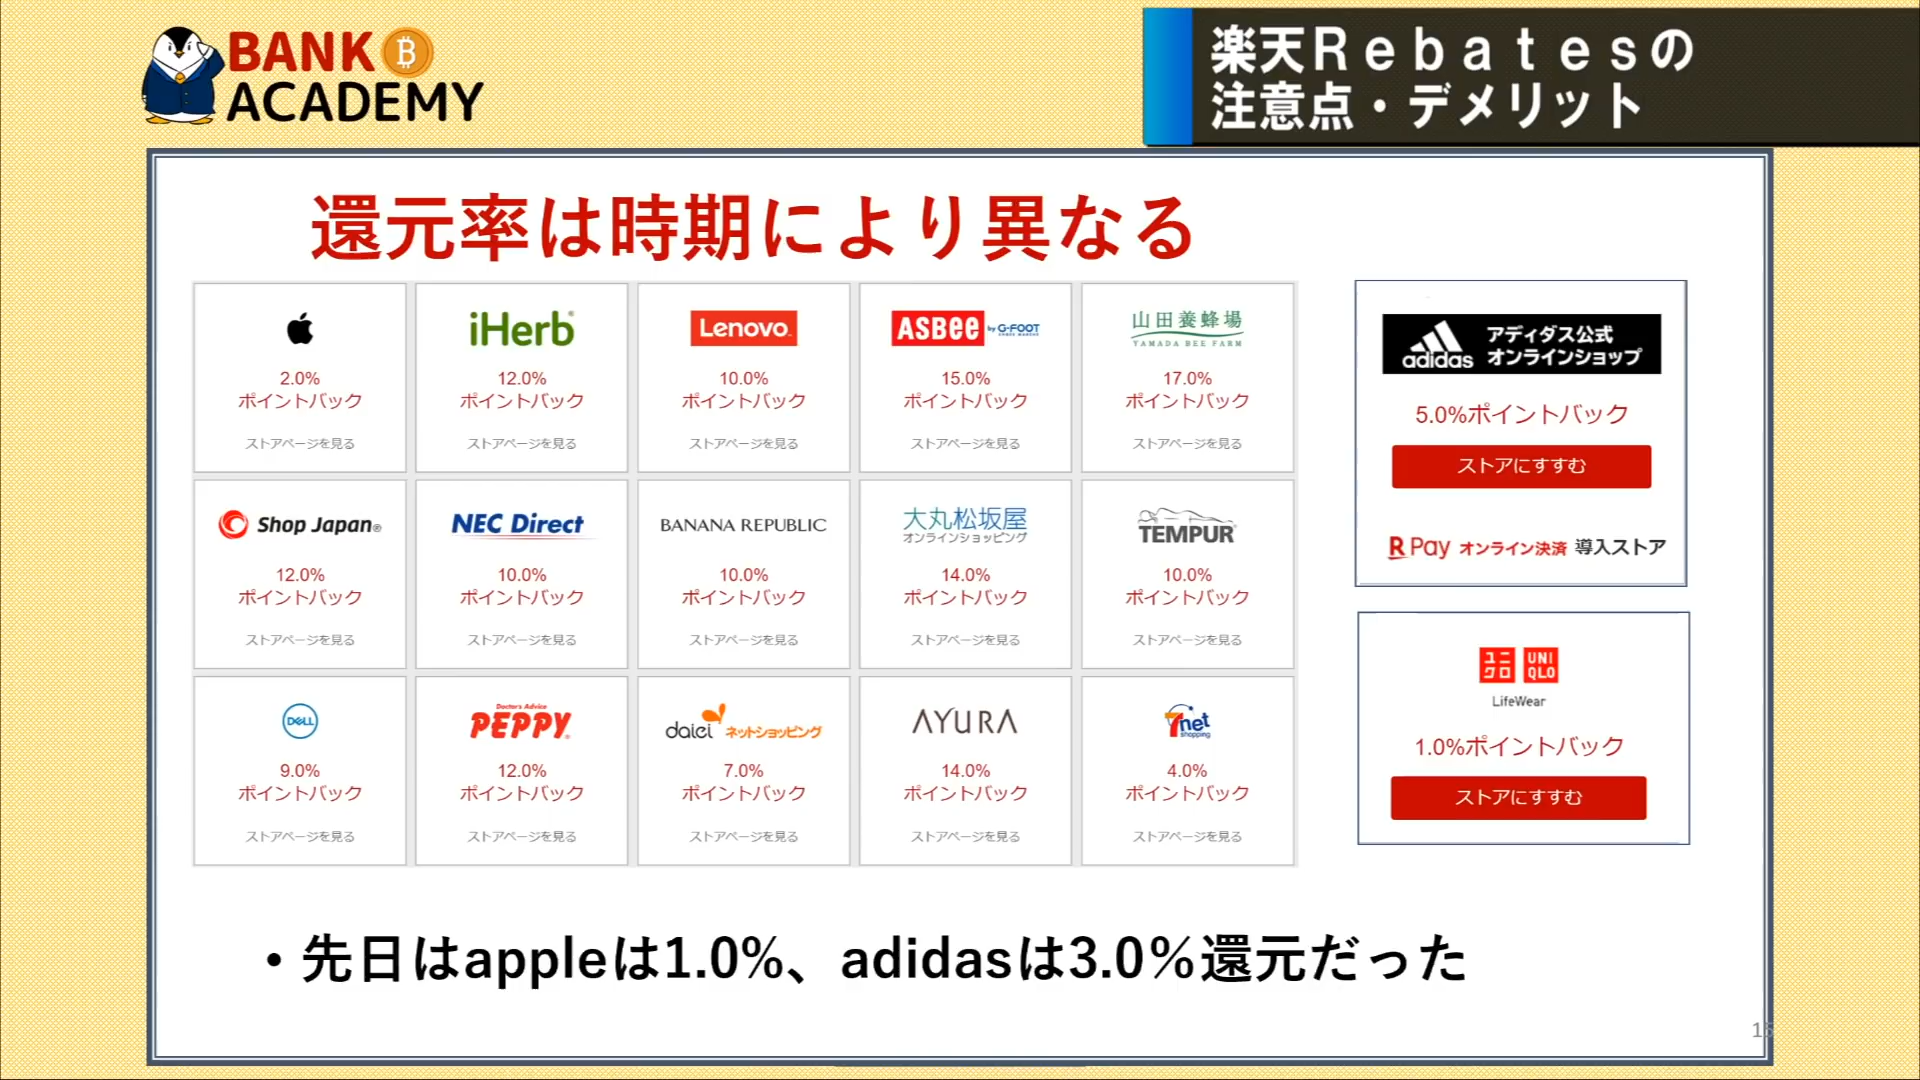 BANK
ACADEMY
楽天Rebatesの
注意点・デメリット
還元率は時期により異なる
2.0%
ポイントバック
ストアページを見る
iHerb
12.0%
ポイントバック
ストアページを見る
Lenovo
10.0%
ポイントバック
ストアページを見る
ASBee by G-FOOT
15.0%
ポイントバック
ストアページを見る
山田養蜂場
YAMADA BEE FARM
17.0%
ポイントバック
ストアページを見る
Shop Japan®
12.0%
ポイントバック
ストアページを見る
NEC Direct
10.0%
ポイントバック
ストアページを見る
BANANA REPUBLIC
10.0%
ポイントバック
ストアページを見る
大丸松坂屋
オンラインショッピング
14.0%
ポイントバック
ストアページを見る
TEMPUR
10.0%
ポイントバック
ストアページを見る
DELL
9.0%
ポイントバック
ストアページを見る
Doctors Advice
PEPPY
12.0%
ポイントバック
ストアページを見る
daiei ネットショッピング
7.0%
ポイントバック
ストアページを見る
AYURA
14.0%
ポイントバック
ストアページを見る
7net
shopping
4.0%
ポイントバック
ストアページを見る
adidas アディダス公式
オンラインショップ
5.0%ポイントバック
ストアにすすむ
R Pay オンライン決済 導入ストア
ユニクロ UNIQLO
LifeWear
1.0%ポイントバック
ストアにすすむ
・先日はappleは1.0%、adidasは3.0%還元だった